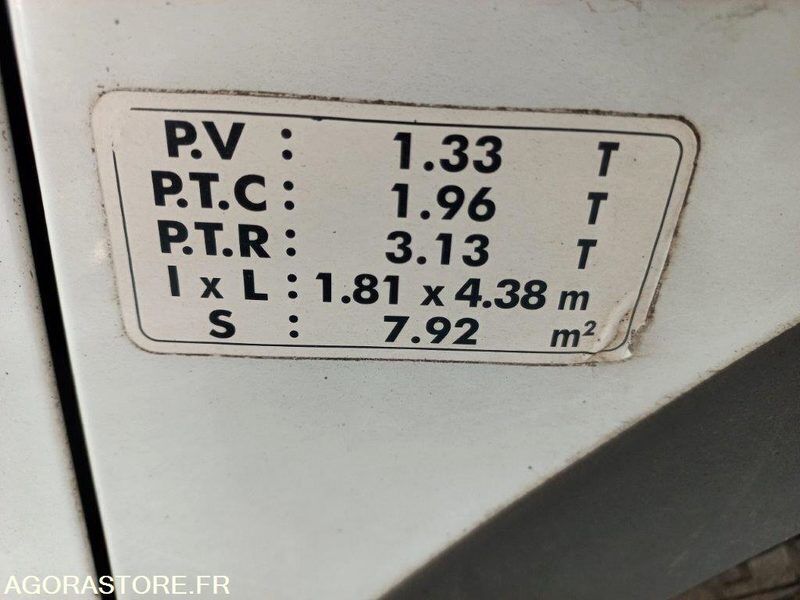 P.V : 1.33 T
P.T.C : 1.96 T
P.T.R : 3.13 T
l x L : 1.81 x 4.38 m
S : 7.92 m²
AGORASTORE.FR